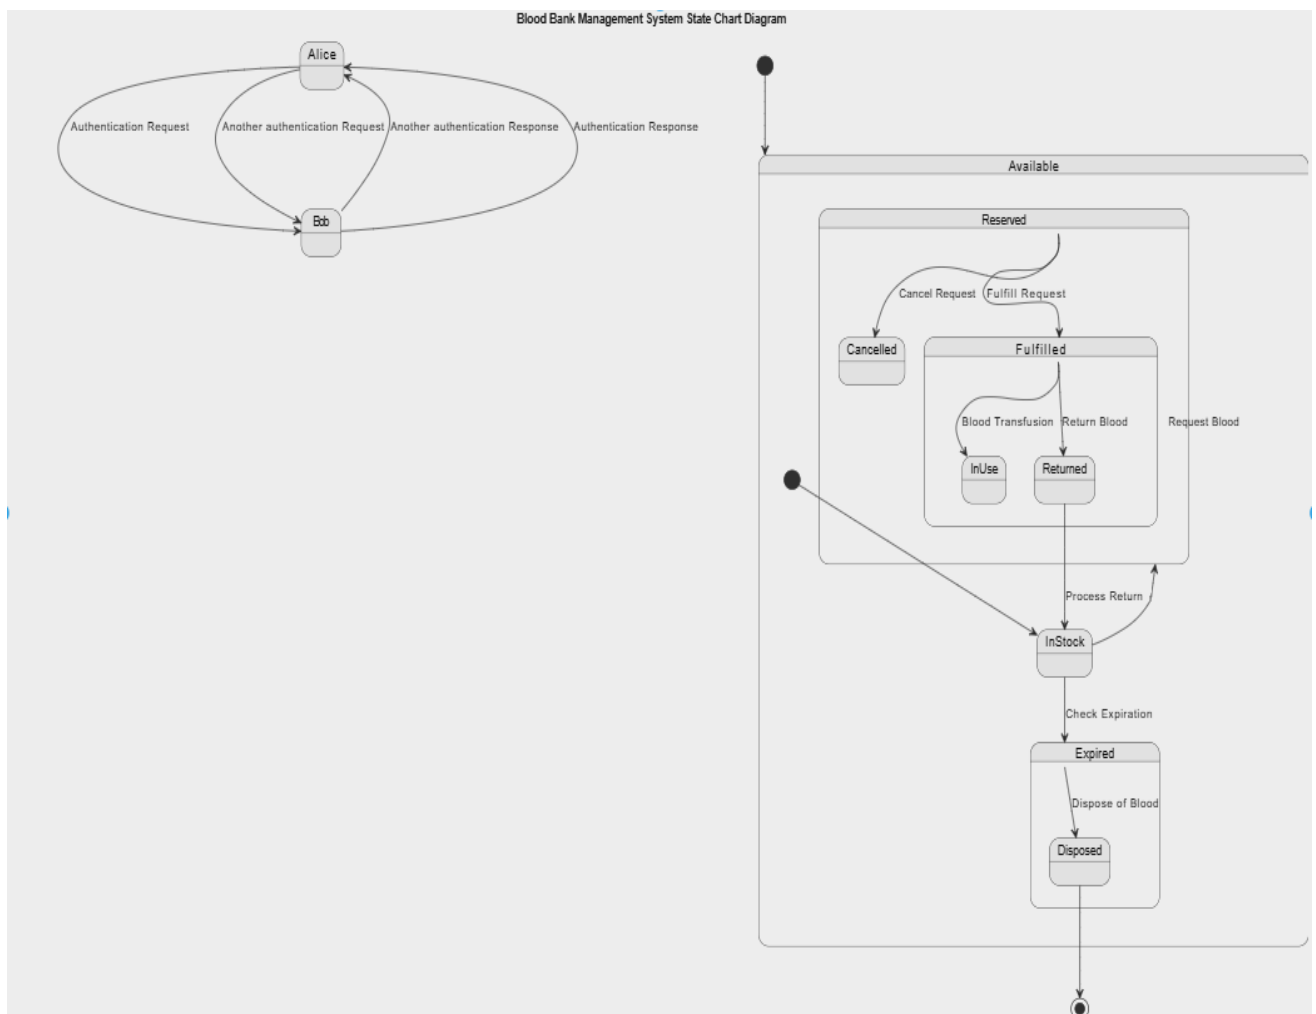 Blood Bank Management System State Chart Diagram
Alice
Authentication Request
Another authentication Request
Another authentication Response
Authentication Response
Bob
Available
Reserved
Cancel Request
Fulfill Request
Cancelled
Fulfilled
Blood Transfusion
Return Blood
Request Blood
InUse
Returned
Process Return
InStock
Check Expiration
Expired
Dispose of Blood
Disposed